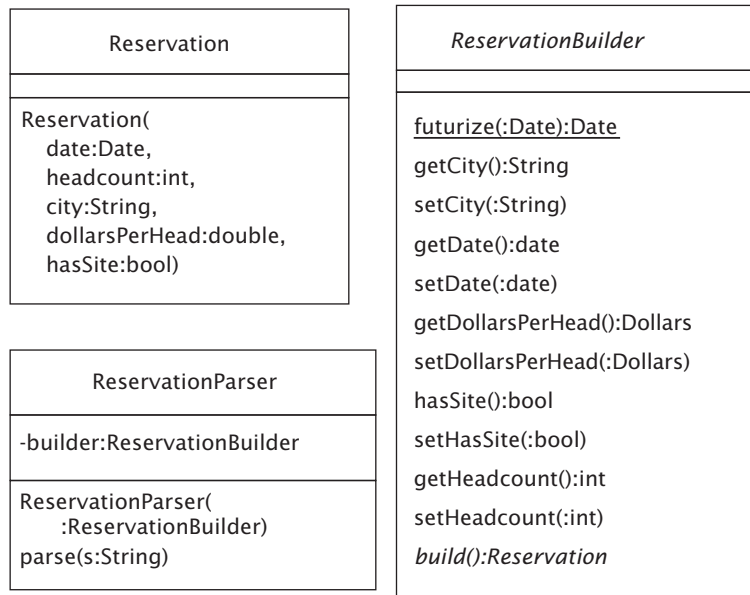 Reservation
Reservation(
date:Date,
headcount:int,
city:String,
dollarsPerHead:double,
hasSite:bool)
ReservationParser
-builder:ReservationBuilder
ReservationParser(
:ReservationBuilder)
parse(s:String)
ReservationBuilder
futurize(:Date):Date
getCity():String
setCity(:String)
getDate():date
setDate(:date)
getDollarsPerHead():Dollars
setDollarsPerHead(:Dollars)
hasSite():bool
setHasSite(:bool)
getHeadcount():int
setHeadcount(:int)
build():Reservation